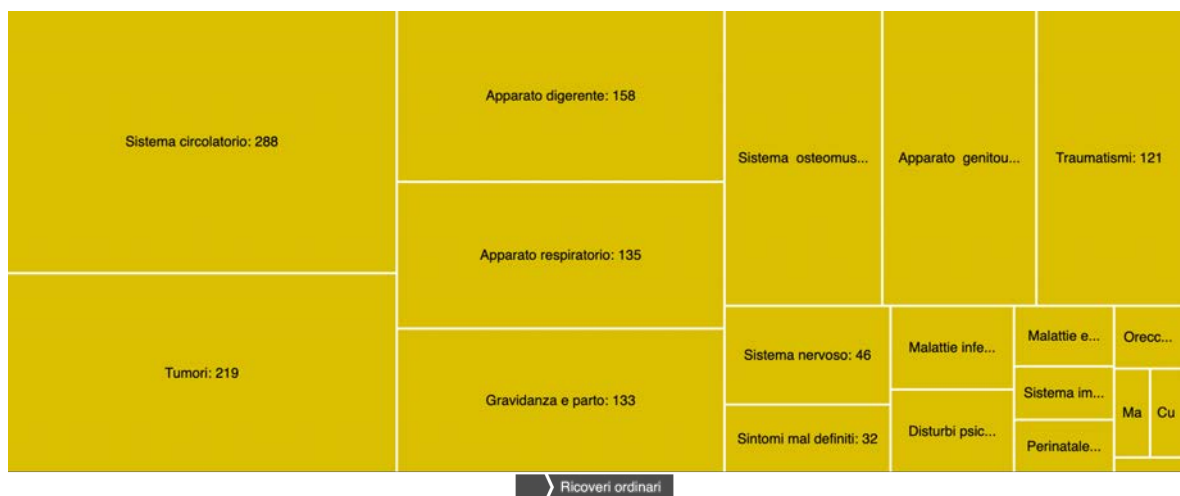 Sistema circolatorio: 288
Tumori: 219
Apparato digerente: 158
Apparato respiratorio: 135
Gravidanza e parto: 133
Sistema osteomus...
Apparato genitou...
Traumatismi: 121
Sistema nervoso: 46
Sintomi mal definiti: 32
Malattie infe...
Disturbi psic...
Malattie e...
Sistema im...
Perinatale...
Orecc...
Ma
Cu
Ricoveri ordinari